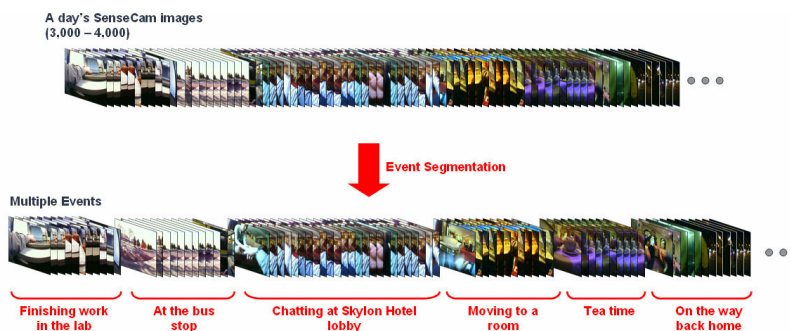 A day's SenseCam images
(3,000 – 4,000)
Event Segmentation
Multiple Events
Finishing work
in the lab
At the bus
stop
Chatting at Skylon Hotel
lobby
Moving to a
room
Tea time
On the way
back home